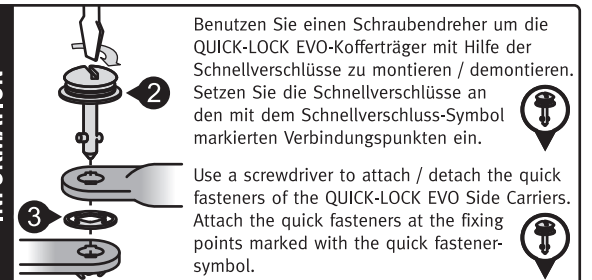 INFORMATION
2
3
Benutzen Sie einen Schraubendreher um die
QUICK-LOCK EVO-Kofferträger mit Hilfe der
Schnellverschlüsse zu montieren / demontieren.
Setzen Sie die Schnellverschlüsse an
den mit dem Schnellverschluss-Symbol
markierten Verbindungspunkten ein.
Use a screwdriver to attach / detach the quick
fasteners of the QUICK-LOCK EVO Side Carriers.
Attach the quick fasteners at the fixing
points marked with the quick fastener-
symbol.